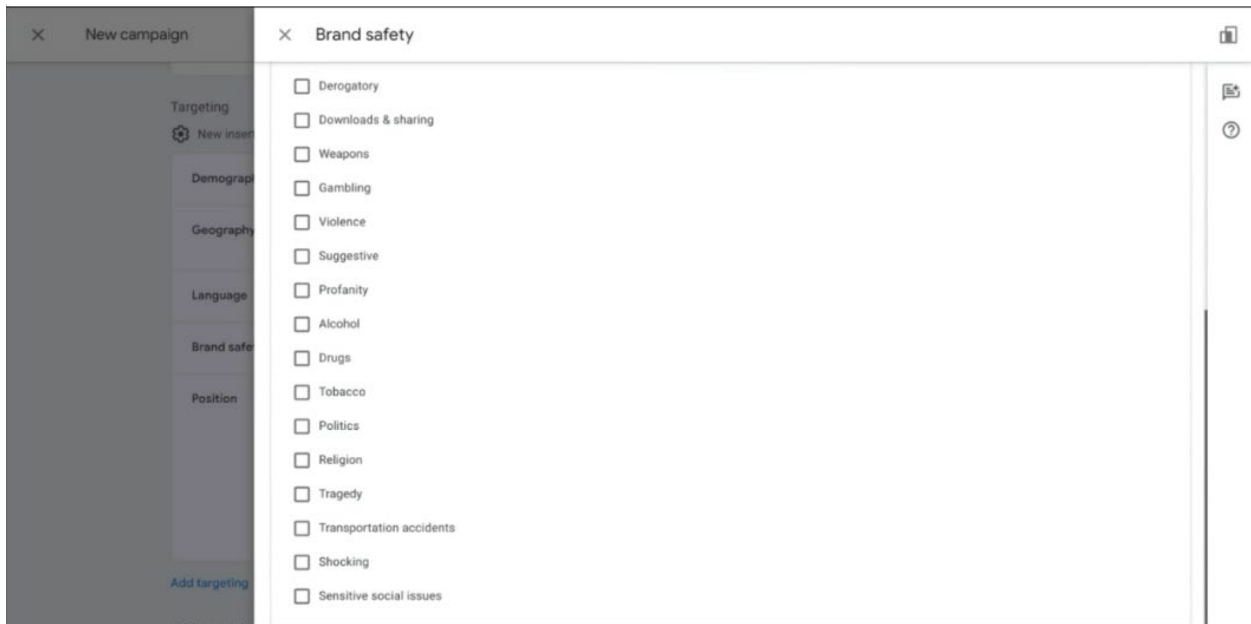 New campaign
Brand safety
Targeting
New inser
Demograp
Geography
Language
Brand safe
Position
Add targeting
Derogatory
Downloads & sharing
Weapons
Gambling
Violence
Suggestive
Profanity
Alcohol
Drugs
Tobacco
Politics
Religion
Tragedy
Transportation accidents
Shocking
Sensitive social issues